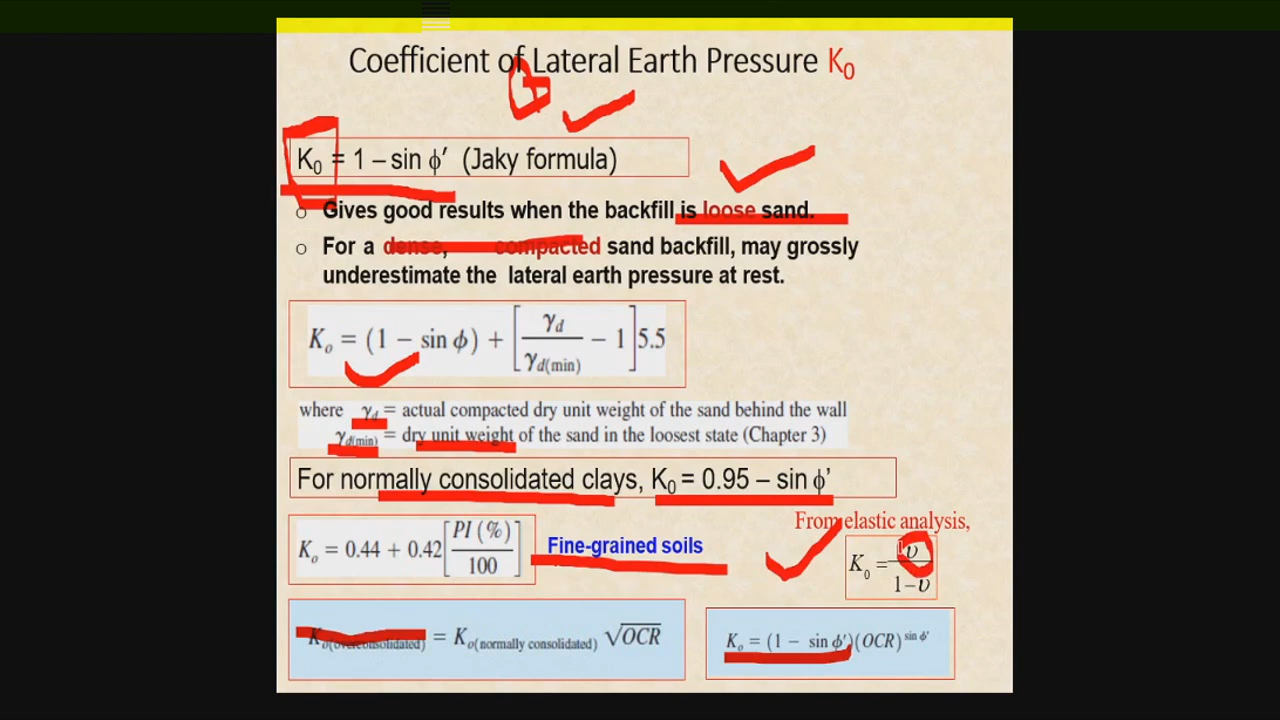 Coefficient of Lateral Earth Pressure K₀
K₀ = 1 – sin ϕ′ (Jaky formula)
o Gives good results when the backfill is loose sand.
o For a dense, compacted sand backfill, may grossly
underestimate the lateral earth pressure at rest.
Kₒ = (1 − sin ϕ) + [γd / γd(min) − 1] 5.5
where γd = actual compacted dry unit weight of the sand behind the wall
γd(min) = dry unit weight of the sand in the loosest state (Chapter 3)
For normally consolidated clays, K₀ = 0.95 – sin ϕ’
From elastic analysis,
Kₒ = 0.44 + 0.42 [PI (%) / 100] Fine-grained soils
K₀ = υ / 1−υ
Kₒ(overconsolidated) = Kₒ(normally consolidated) √OCR
Kₒ = (1 − sin ϕ′)(OCR)^sin ϕ′